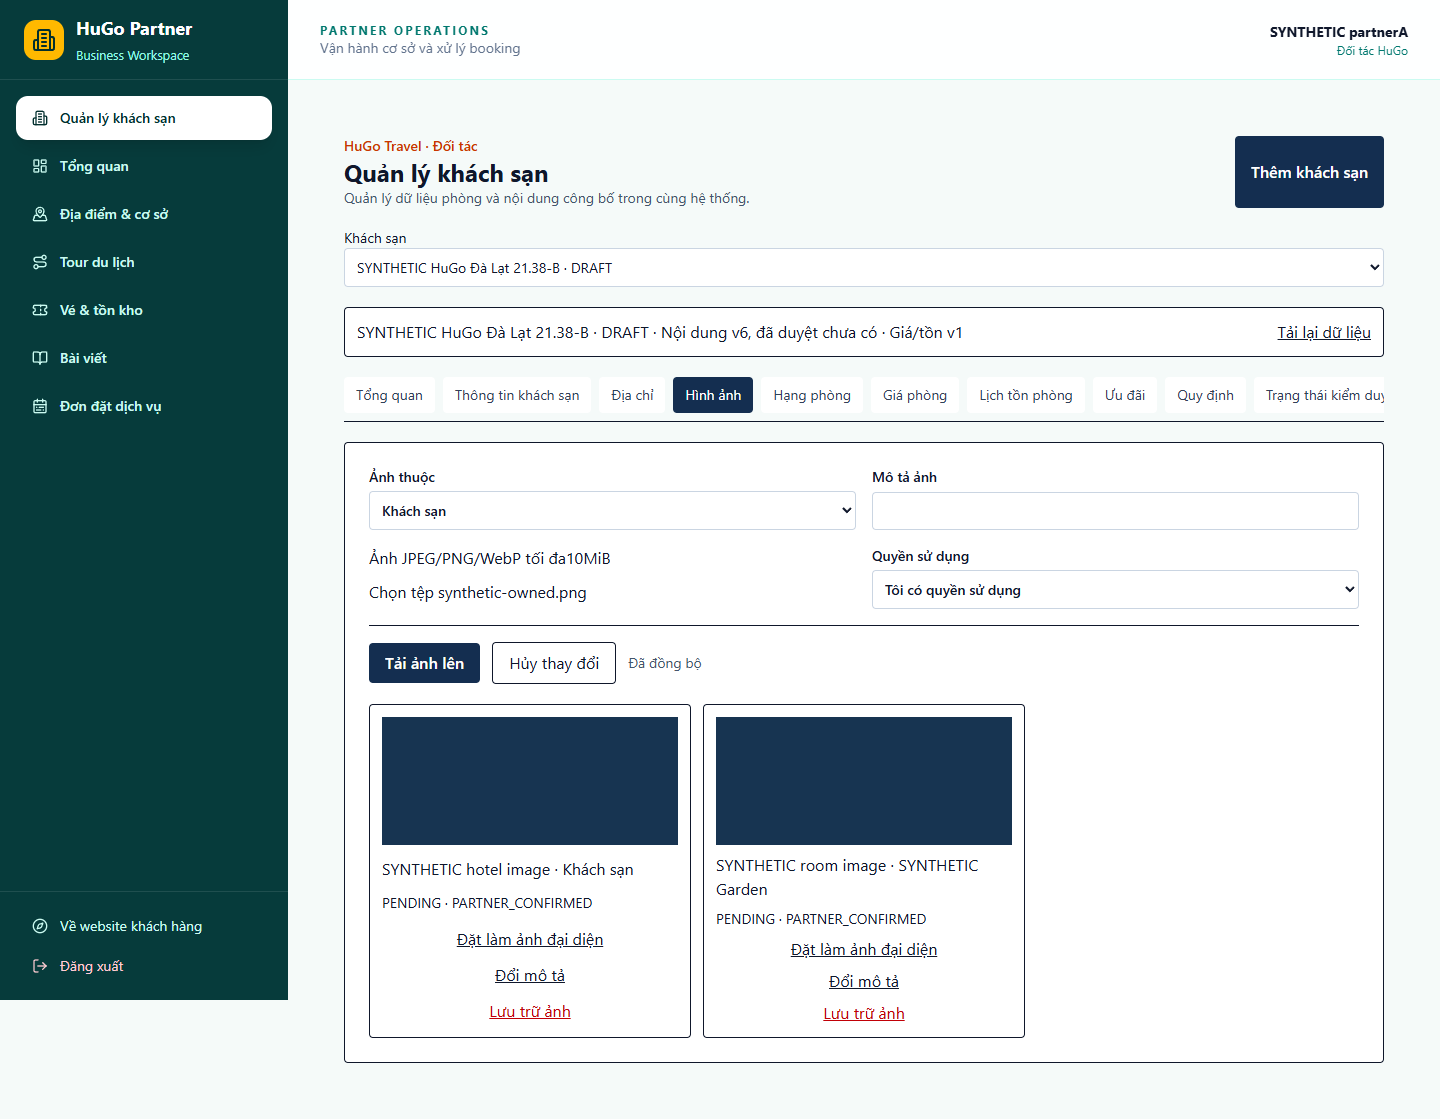 HuGo Partner
Business Workspace
Quản lý khách sạn
Tổng quan
Địa điểm & cơ sở
Tour du lịch
Vé & tồn kho
Bài viết
Đơn đặt dịch vụ
Về website khách hàng
Đăng xuất
PARTNER OPERATIONS
Vận hành cơ sở và xử lý booking
SYNTHETIC partnerA
Đối tác HuGo
HuGo Travel · Đối tác
Quản lý khách sạn
Quản lý dữ liệu phòng và nội dung công bố trong cùng hệ thống.
Thêm khách sạn
Khách sạn
SYNTHETIC HuGo Đà Lạt 21.38-B · DRAFT
SYNTHETIC HuGo Đà Lạt 21.38-B · DRAFT · Nội dung v6, đã duyệt chưa có · Giá/tồn v1
Tải lại dữ liệu
Tổng quan
Thông tin khách sạn
Địa chỉ
Hình ảnh
Hạng phòng
Giá phòng
Lịch tồn phòng
Ưu đãi
Quy định
Trạng thái kiểm duy
Ảnh thuộc
Khách sạn
Mô tả ảnh
Ảnh JPEG/PNG/WebP tối đa10MiB
Chọn tệp synthetic-owned.png
Quyền sử dụng
Tôi có quyền sử dụng
Tải ảnh lên
Hủy thay đổi
Đã đồng bộ
SYNTHETIC hotel image · Khách sạn
PENDING · PARTNER_CONFIRMED
Đặt làm ảnh đại diện
Đổi mô tả
Lưu trữ ảnh
SYNTHETIC room image · SYNTHETIC
Garden
PENDING · PARTNER_CONFIRMED
Đặt làm ảnh đại diện
Đổi mô tả
Lưu trữ ảnh